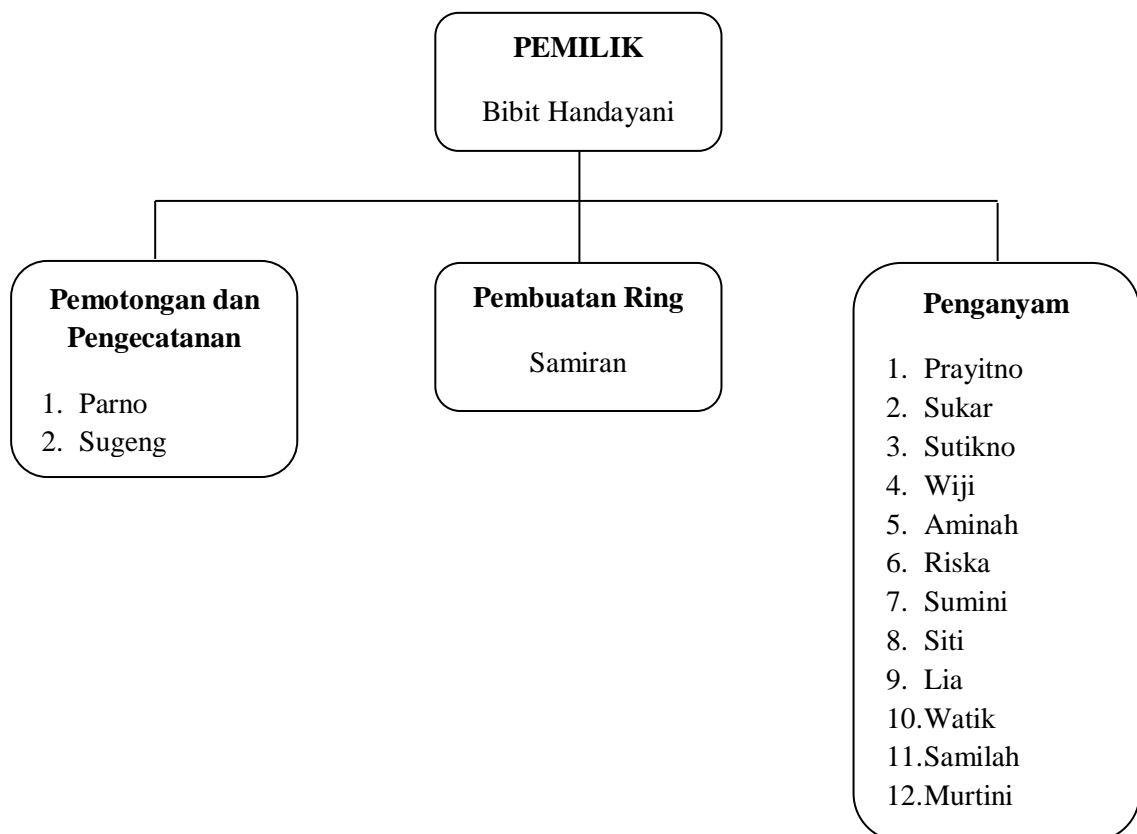 PEMILIK
Bibit Handayani
Pemotongan dan
Pengecatanan
1. Parno
2. Sugeng
Pembuatan Ring
Samiran
Penganyam
1. Prayitno
2. Sukar
3. Sutikno
4. Wiji
5. Aminah
6. Riska
7. Sumini
8. Siti
9. Lia
10.Watik
11.Samilah
12.Murtini